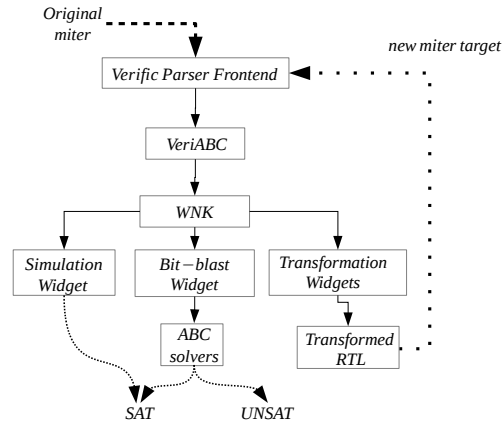 Original
miter
new miter target
Verific Parser Frontend
VeriABC
WNK
Simulation
Widget
Bit−blast
Widget
Transformation
Widgets
ABC
solvers
Transformed
RTL
SAT
UNSAT